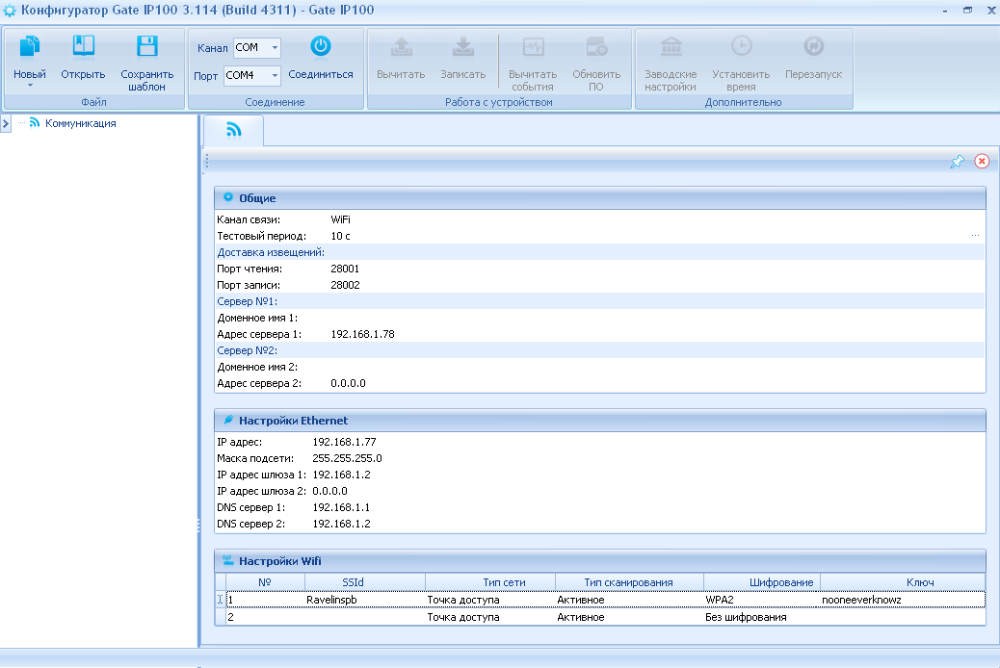 Конфигуратор Gate IP100 3.114 (Build 4311) - Gate IP100
Новый Открыть Сохранить шаблон
Файл
Канал COM
Порт COM4
Соединиться
Соединение
Вычитать Записать Вычитать события Обновить ПО
Работа с устройством
Заводские настройки Установить время Перезапуск
Дополнительно
Коммуникация
Общие
Канал связи: WiFi
Тестовый период: 10 с ...
Доставка извещений:
Порт чтения: 28001
Порт записи: 28002
Сервер №1:
Доменное имя 1:
Адрес сервера 1: 192.168.1.78
Сервер №2:
Доменное имя 2:
Адрес сервера 2: 0.0.0.0
Настройки Ethernet
IP адрес: 192.168.1.77
Маска подсети: 255.255.255.0
IP адрес шлюза 1: 192.168.1.2
IP адрес шлюза 2: 0.0.0.0
DNS сервер 1: 192.168.1.1
DNS сервер 2: 192.168.1.2
Настройки Wifi
№ SSId Тип сети Тип сканирования Шифрование Ключ
1 Ravelinspb Точка доступа Активное WPA2 nooneeverknowz
2 Точка доступа Активное Без шифрования